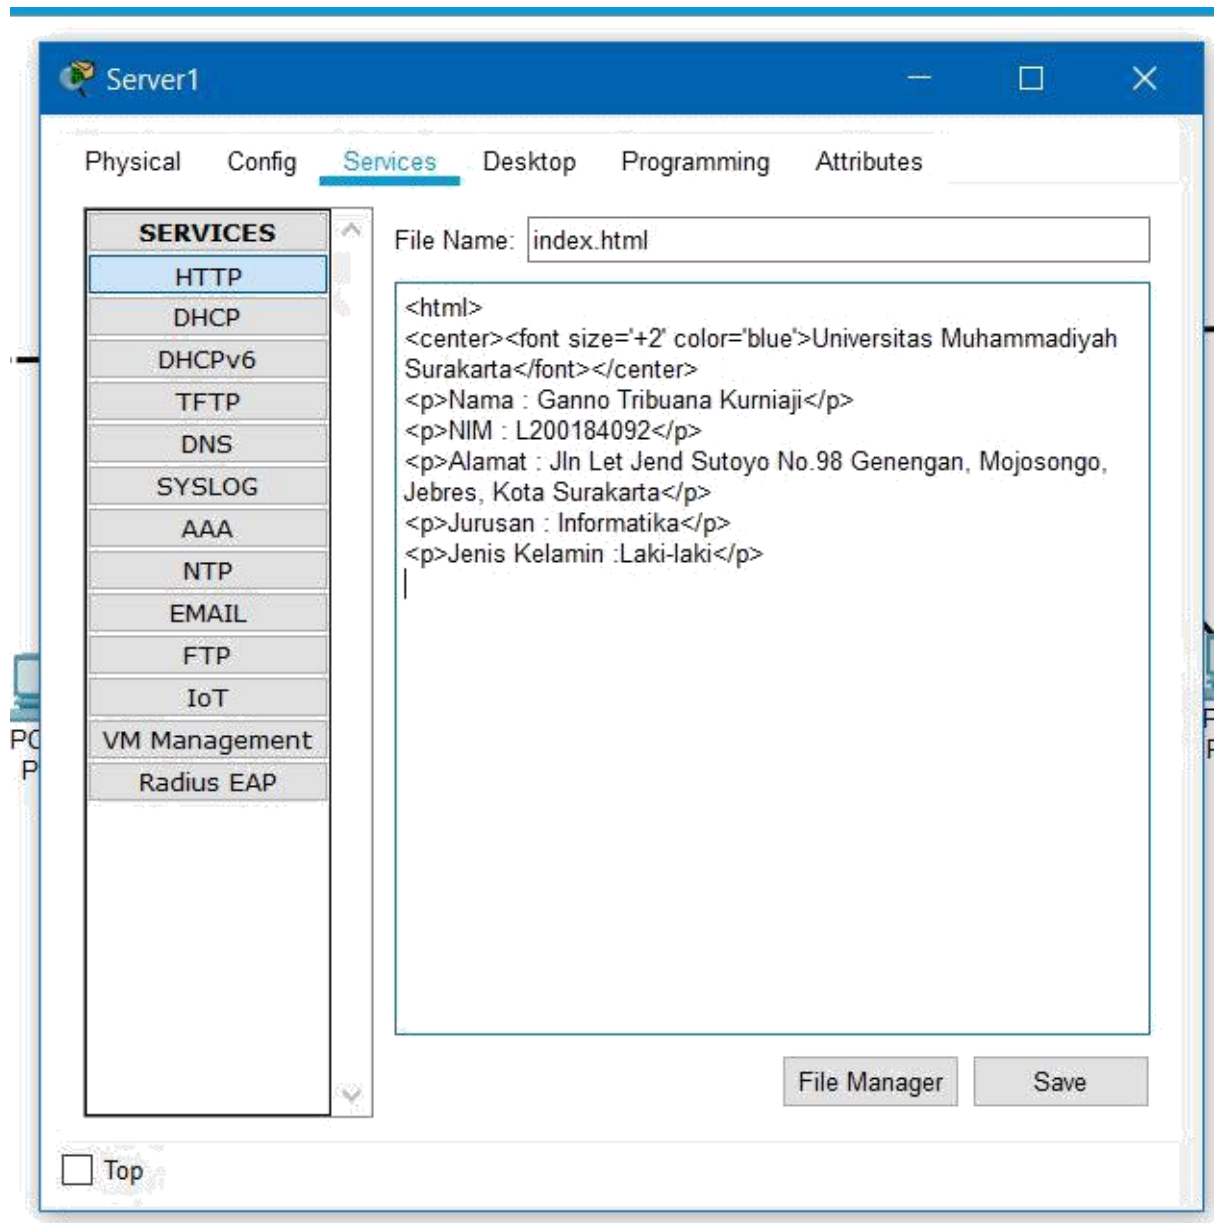 Server1
Physical Config Services Desktop Programming Attributes
SERVICES
HTTP
DHCP
DHCPv6
TFTP
DNS
SYSLOG
AAA
NTP
EMAIL
FTP
IoT
VM Management
Radius EAP
File Name: index.html
<html>
<center><font size='+2' color='blue'>Universitas Muhammadiyah
Surakarta</font></center>
<p>Nama : Ganno Tribuana Kurniaji</p>
<p>NIM : L200184092</p>
<p>Alamat : Jln Let Jend Sutoyo No.98 Genengan, Mojosongo,
Jebres, Kota Surakarta</p>
<p>Jurusan : Informatika</p>
<p>Jenis Kelamin :Laki-laki</p>
File Manager Save
Top